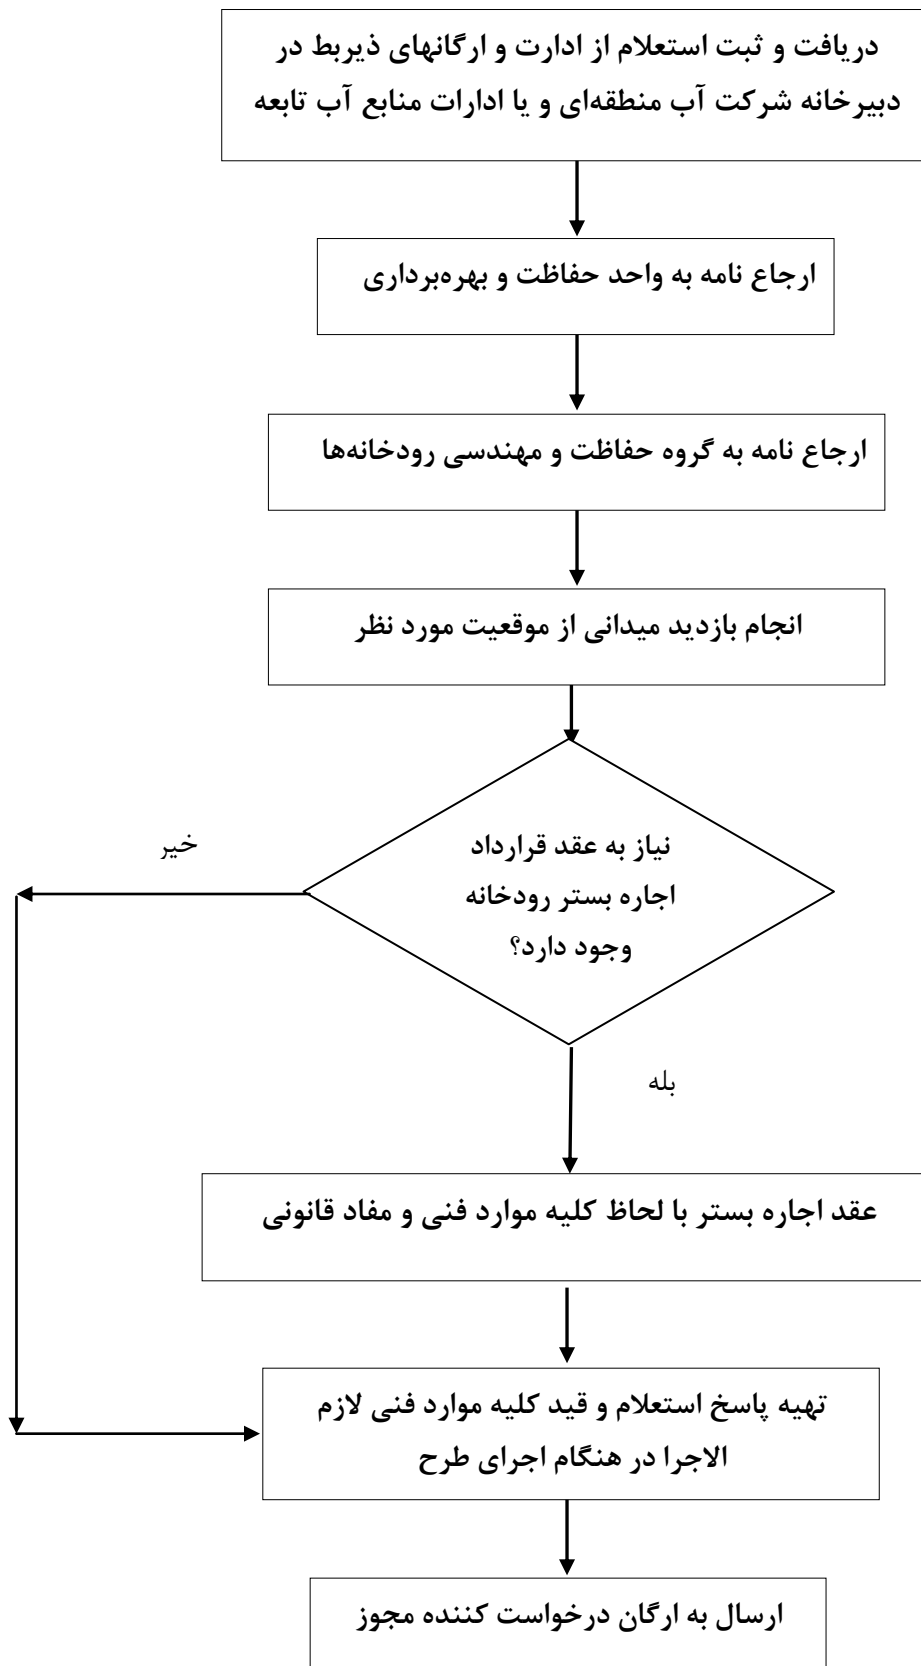 دریافت و ثبت استعلام از ادارت و ارگانهای ذیربط در
دبیرخانه شرکت آب منطقه‌ای و یا ادارات منابع آب تابعه
ارجاع نامه به واحد حفاظت و بهره‌برداری
ارجاع نامه به گروه حفاظت و مهندسی رودخانه‌ها
انجام بازدید میدانی از موقعیت مورد نظر
نیاز به عقد قرارداد
اجاره بستر رودخانه
وجود دارد؟
خیر
بله
عقد اجاره بستر با لحاظ کلیه موارد فنی و مفاد قانونی
تهیه پاسخ استعلام و قید کلیه موارد فنی لازم
الاجرا در هنگام اجرای طرح
ارسال به ارگان درخواست کننده مجوز